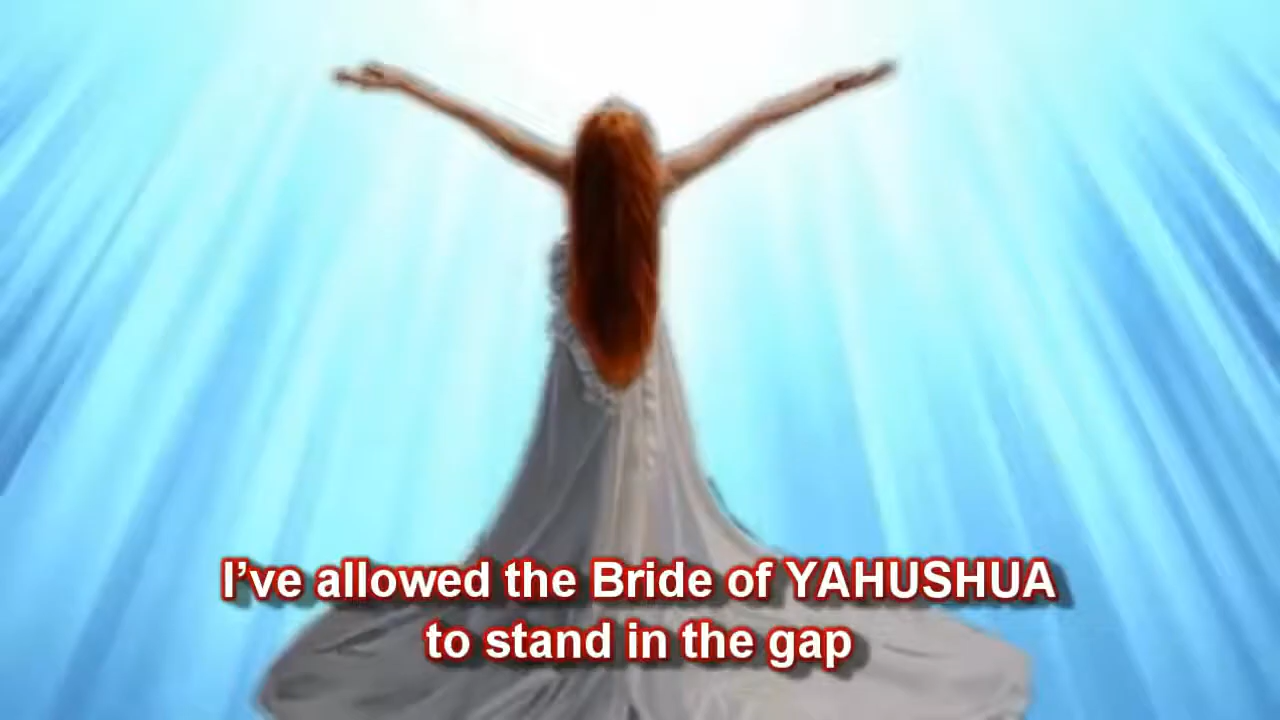 I've allowed the Bride of YAHUSHUA
to stand in the gap